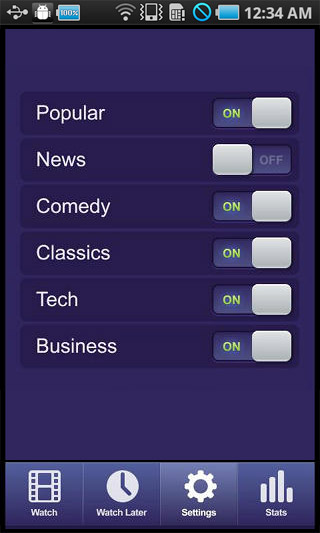 100% 12:34 AM
Popular ON
News OFF
Comedy ON
Classics ON
Tech ON
Business ON
Watch Watch Later Settings Stats